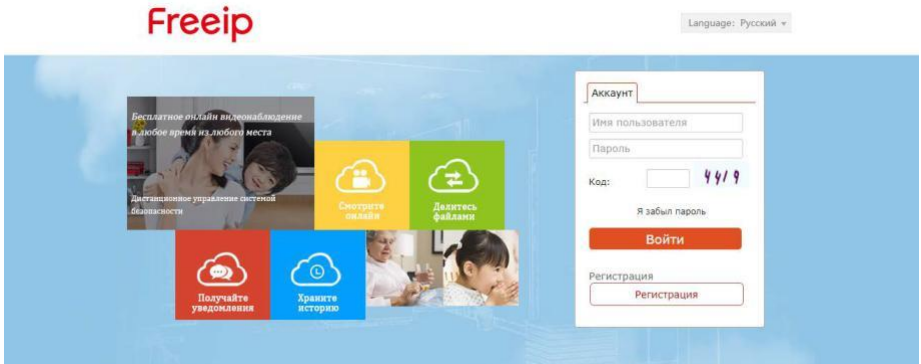 Freeip
Language: Русский
Бесплатное онлайн видеонаблюдение
в любое время из любого места
Дистанционное управление системой
безопасности
Смотрите
онлайн
Делитесь
файлами
Получайте
уведомления
Храните
историю
Аккаунт
Имя пользователя
Пароль
Код:
4419
Я забыл пароль
Войти
Регистрация
Регистрация